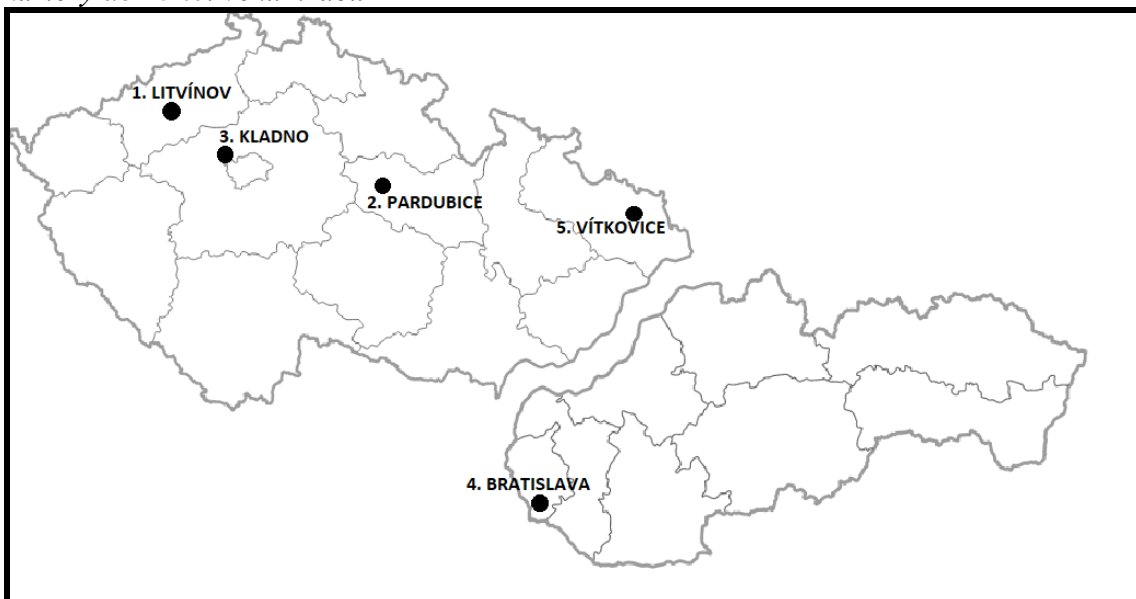 1. LITVÍNOV
3. KLADNO
2. PARDUBICE
5. VÍTKOVICE
4. BRATISLAVA